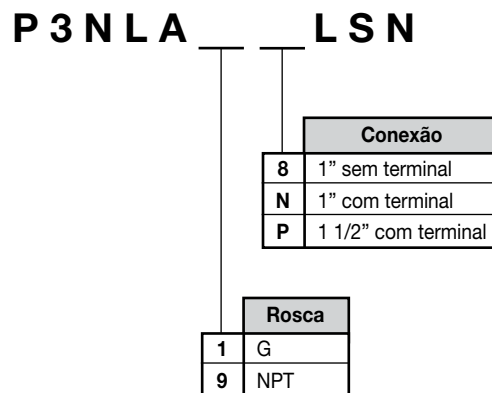 P3NLA__ __LSN
Conexão
8 1” sem terminal
N 1” com terminal
P 1 1/2” com terminal
Rosca
1 G
9 NPT